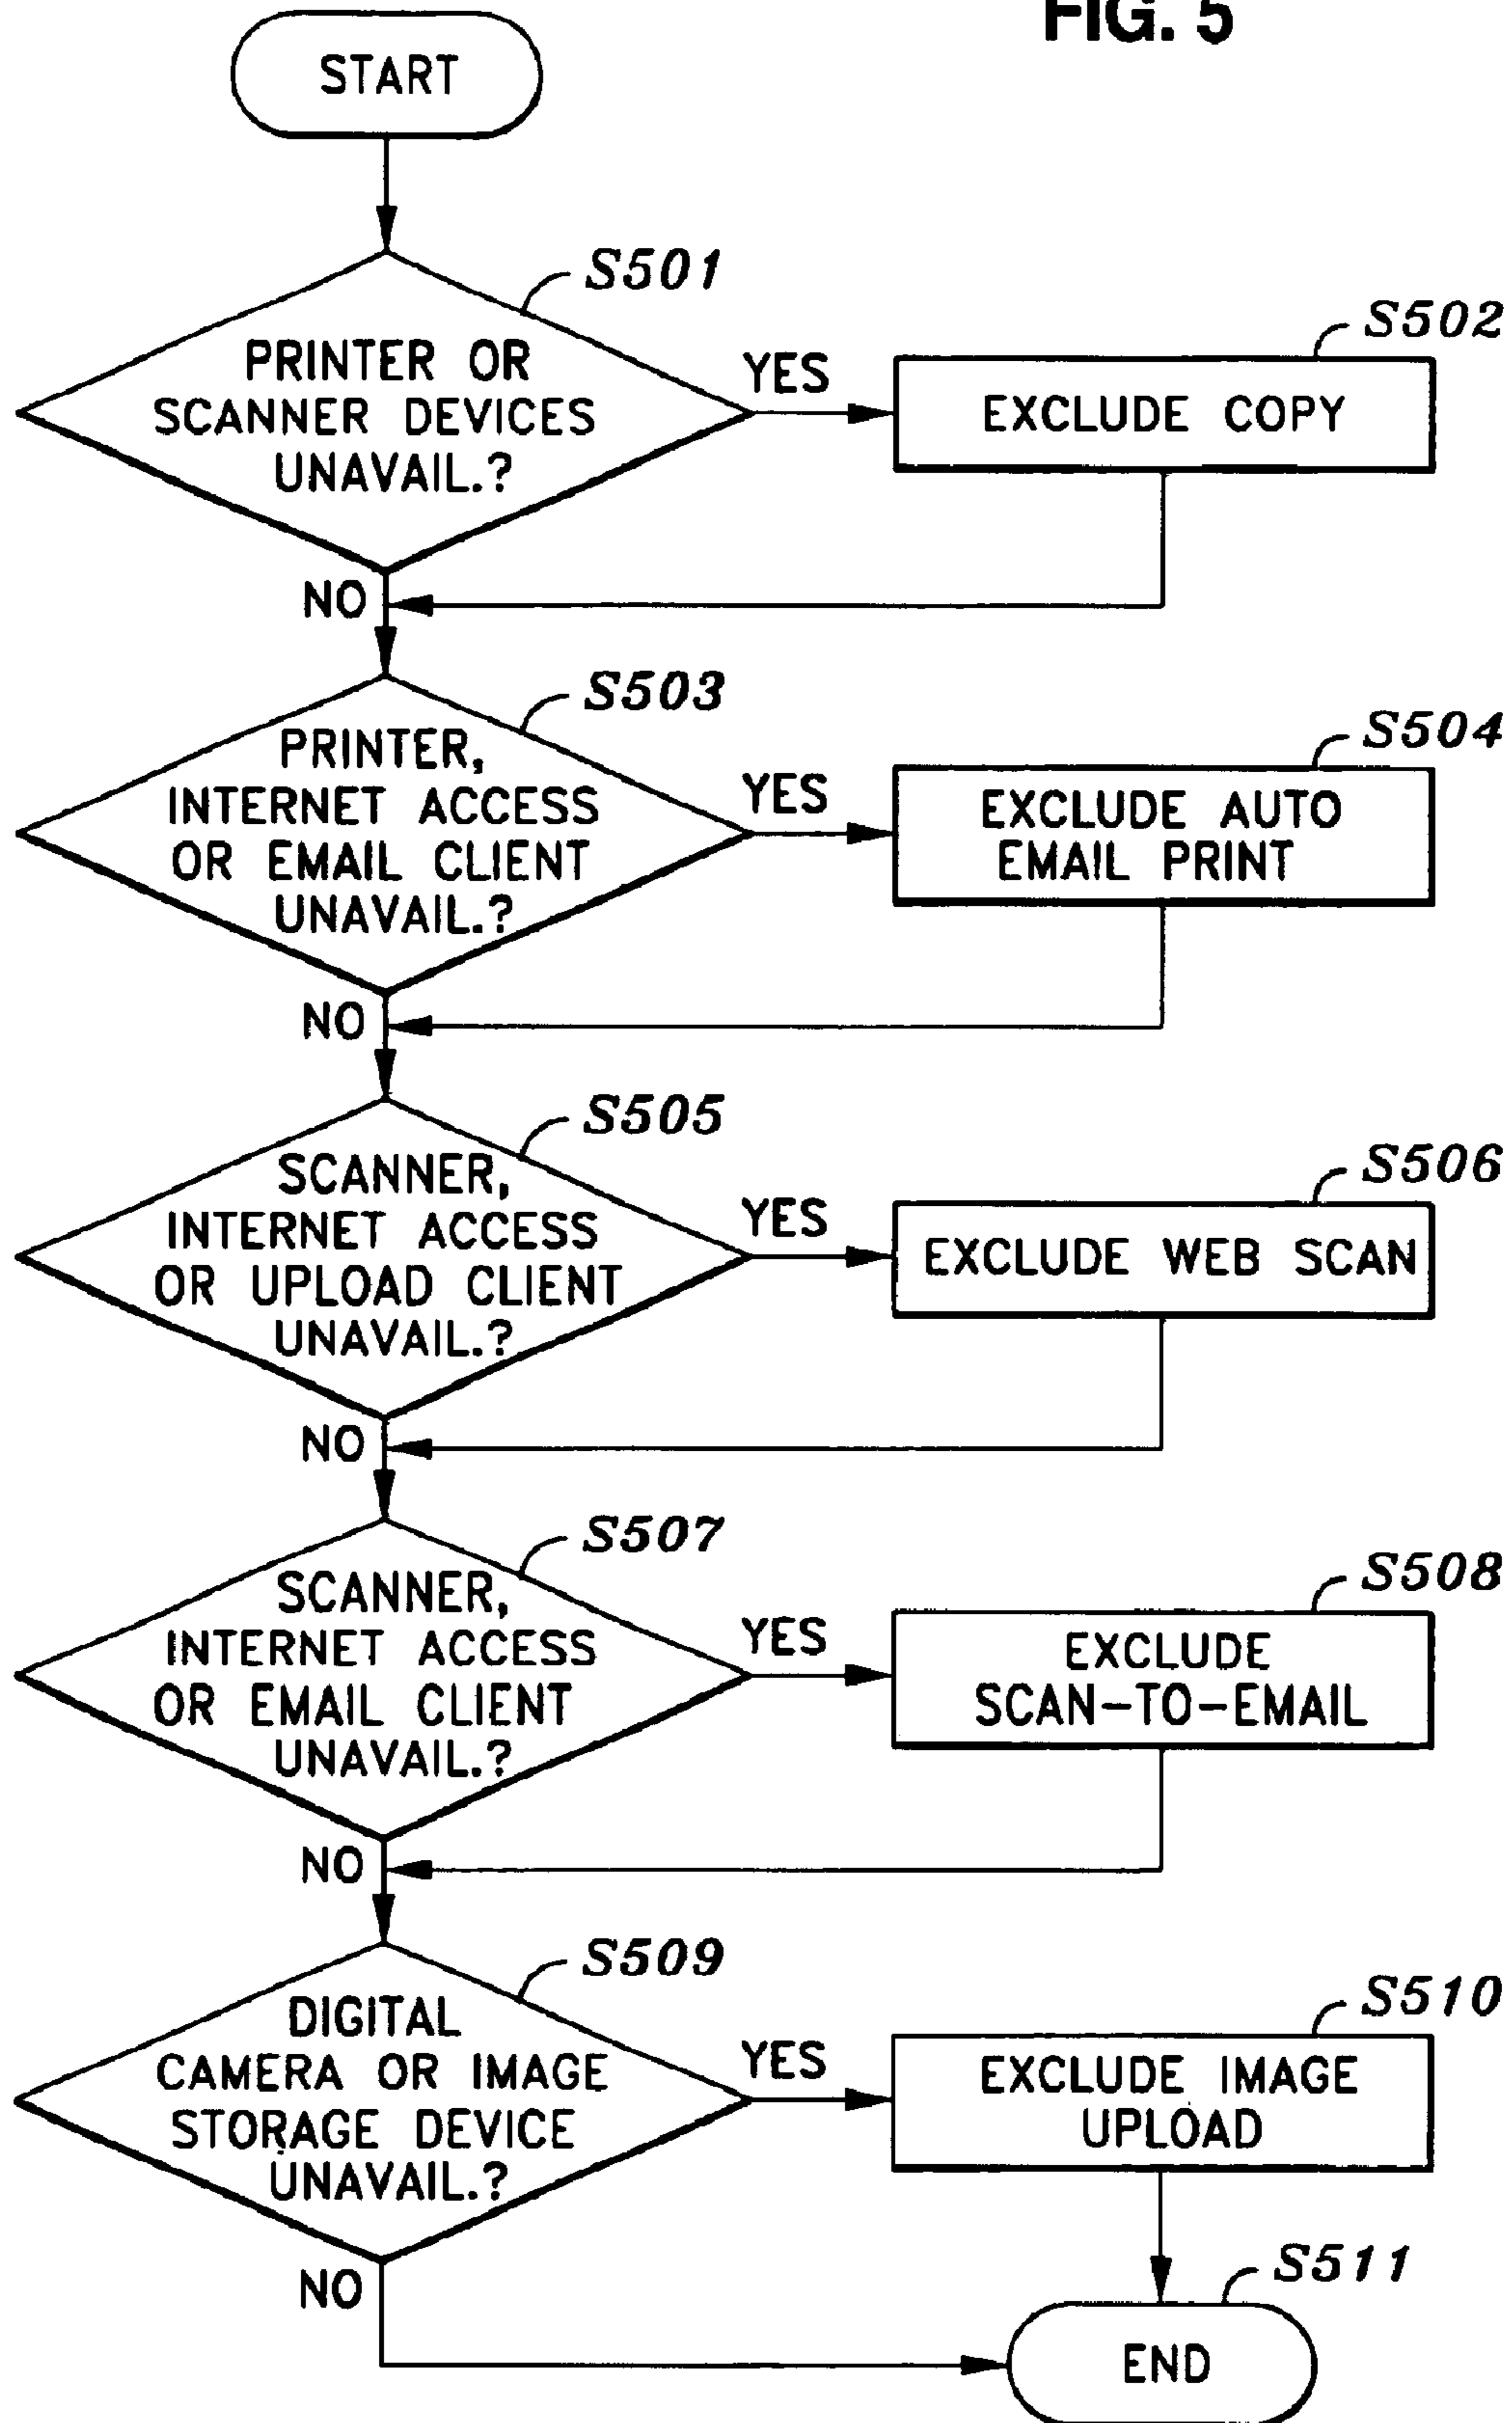 FIG. 5
START
S501
PRINTER OR
SCANNER DEVICES
UNAVAIL.?
YES
S502
EXCLUDE COPY
NO
S503
PRINTER,
INTERNET ACCESS
OR EMAIL CLIENT
UNAVAIL.?
YES
S504
EXCLUDE AUTO
EMAIL PRINT
NO
S505
SCANNER,
INTERNET ACCESS
OR UPLOAD CLIENT
UNAVAIL.?
YES
S506
EXCLUDE WEB SCAN
NO
S507
SCANNER,
INTERNET ACCESS
OR EMAIL CLIENT
UNAVAIL.?
YES
S508
EXCLUDE
SCAN-TO-EMAIL
NO
S509
DIGITAL
CAMERA OR IMAGE
STORAGE DEVICE
UNAVAIL.?
YES
S510
EXCLUDE IMAGE
UPLOAD
NO
S511
END